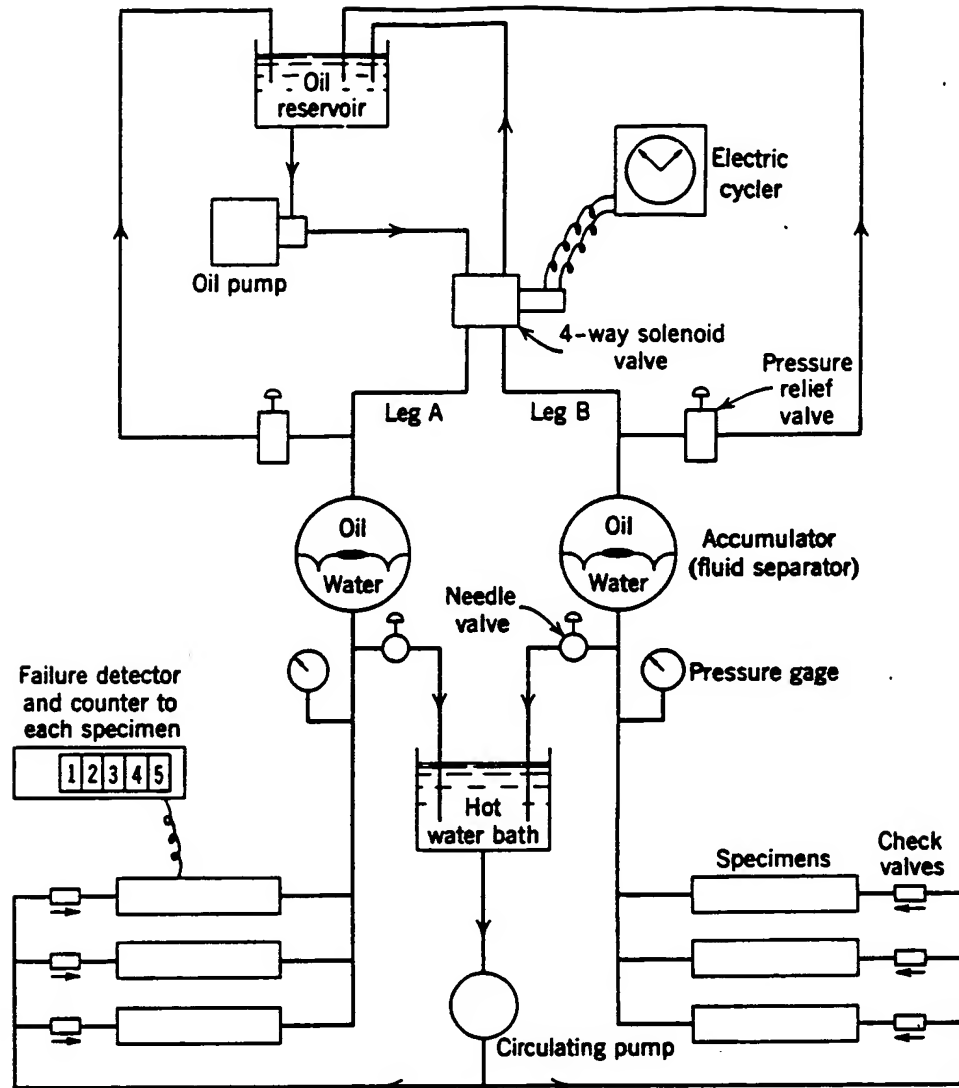 Oil
reservoir
Electric
cycler
Oil pump
4-way solenoid
valve
Pressure
relief
valve
Leg A
Leg B
Oil
Water
Oil
Water
Accumulator
(fluid separator)
Needle
valve
Failure detector
and counter to
each specimen
Pressure gage
1 2 3 4 5
Hot
water bath
Specimens
Check
valves
Circulating pump